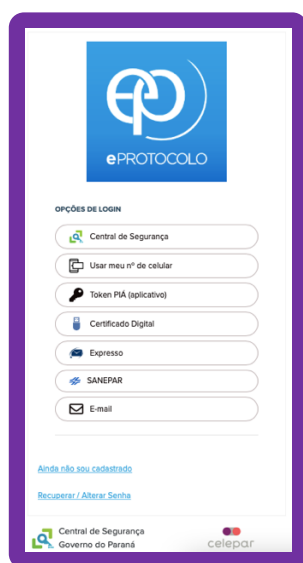 ep
ePROTOCOLO
OPÇÕES DE LOGIN
Central de Segurança
Usar meu nº de celular
Token PIÁ (aplicativo)
Certificado Digital
Expresso
SANEPAR
E-mail
Ainda não sou cadastrado
Recuperar / Alterar Senha
Central de Segurança
Governo do Paraná
celepar